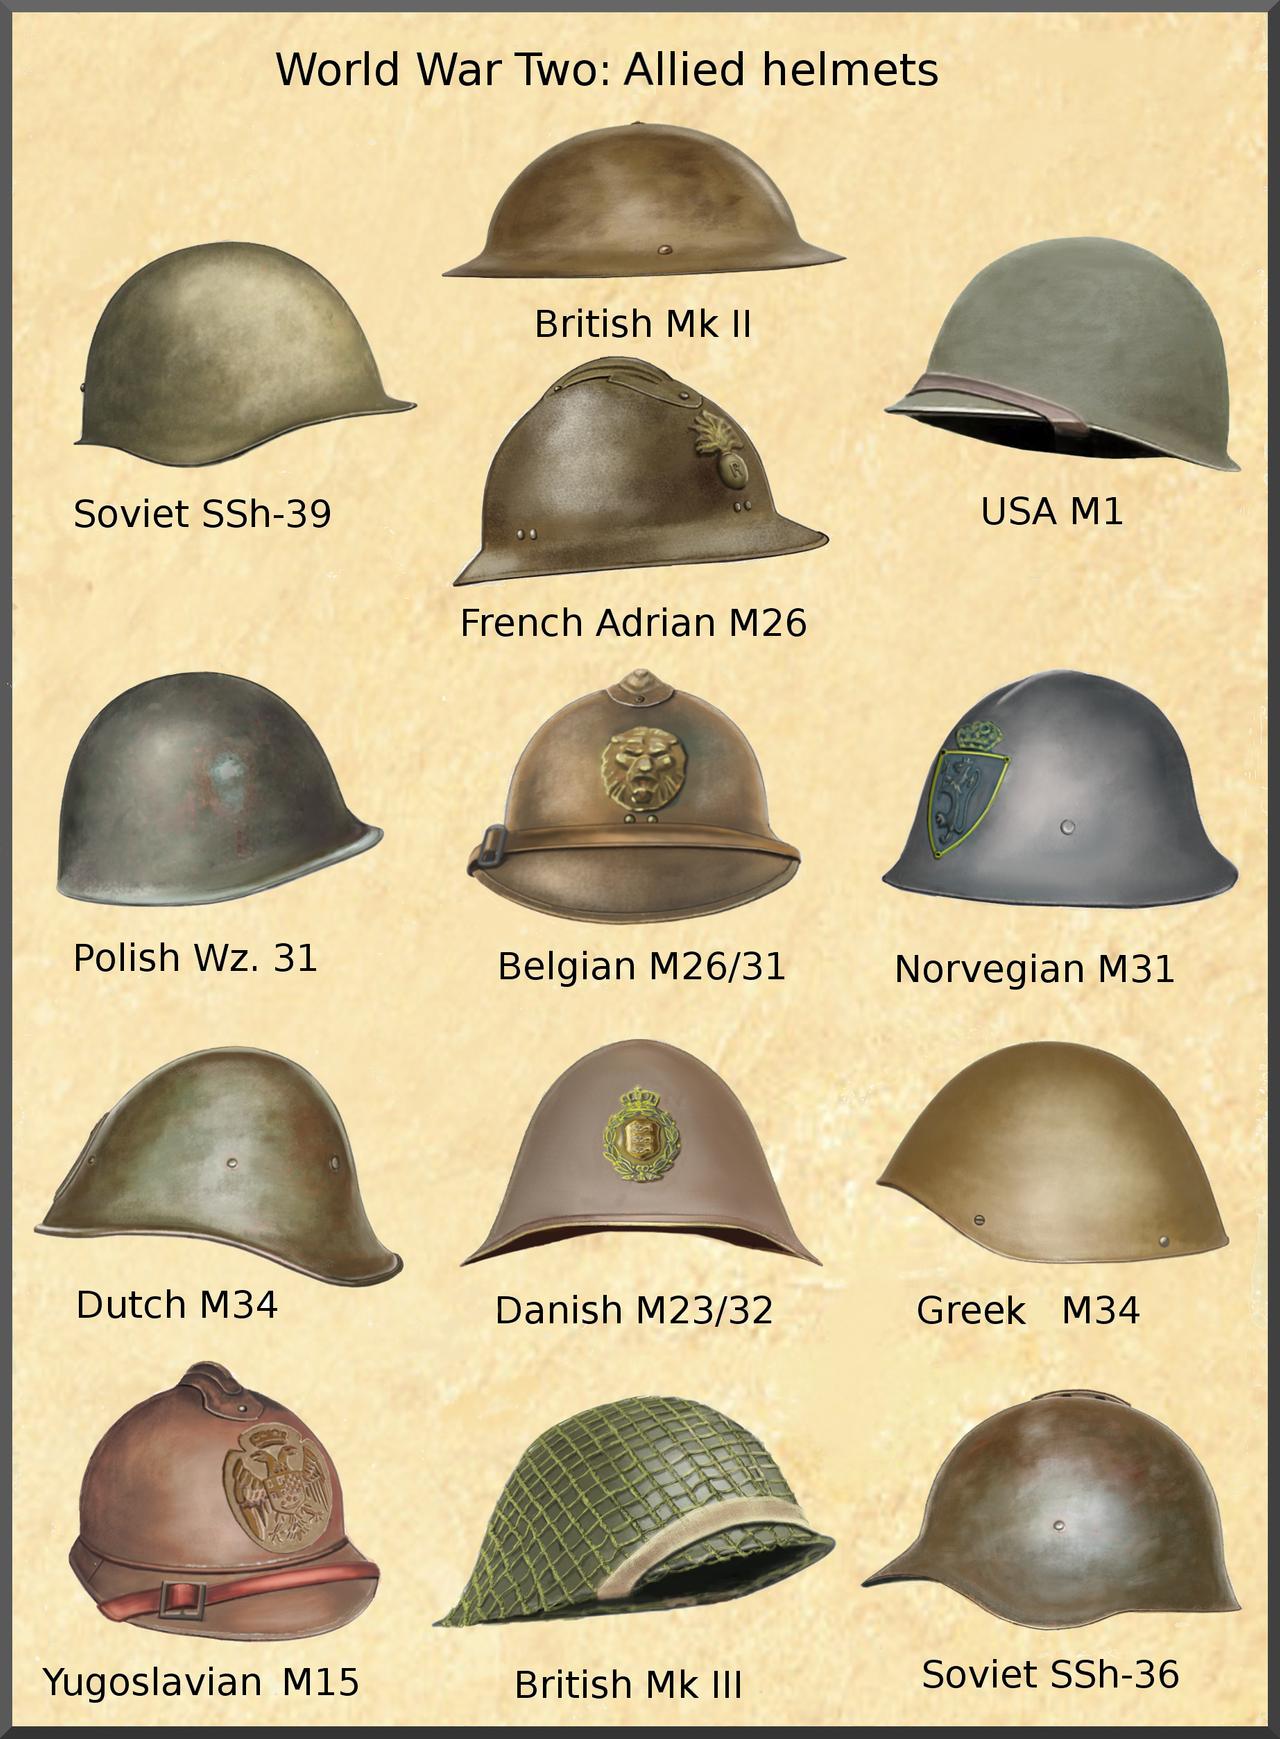 World War Two: Allied helmets
British Mk II
Soviet SSh-39
USA M1
French Adrian M26
Polish Wz. 31
Belgian M26/31
Norvegian M31
Dutch M34
Danish M23/32
Greek M34
Yugoslavian M15
British Mk III
Soviet SSh-36